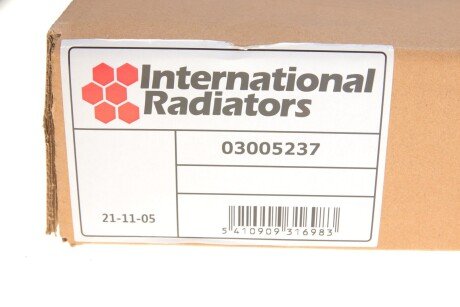 International
Radiators
03005237
21-11-05
5 410909 316983